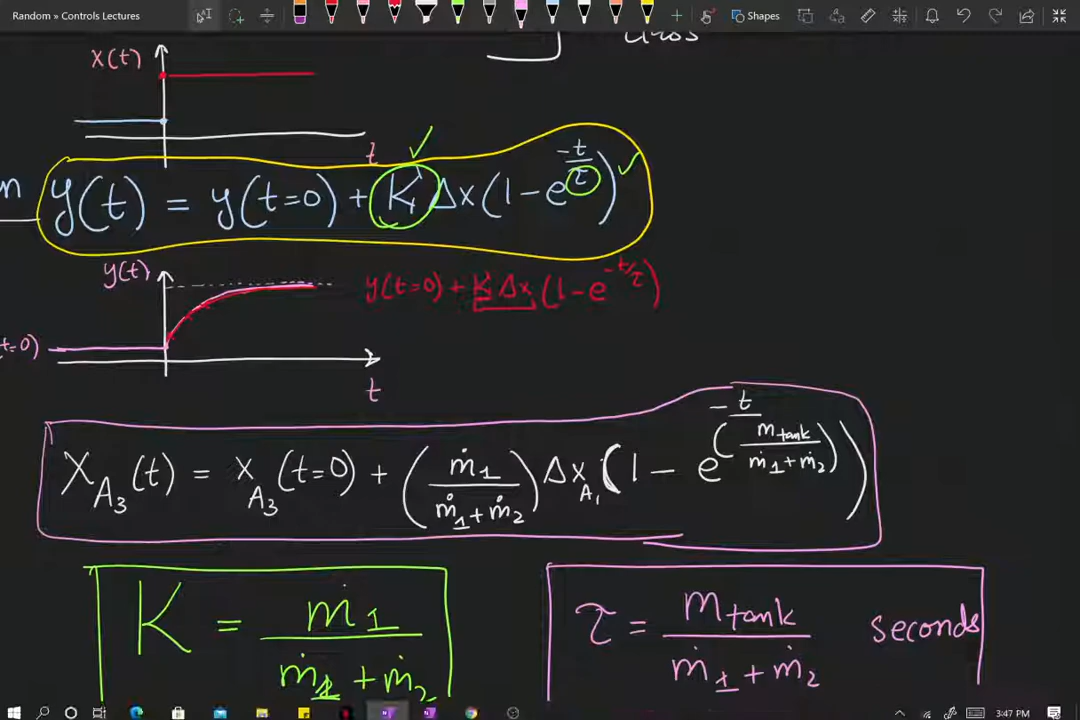 Random » Controls Lectures
Shapes
x(t)
t
y(t) = y(t=0) + K Δx (1 - e^(-t/τ))
y(t)
y(t=0) + K Δx (1 - e^(-t/τ))
t=0)
t
X_A3 (t) = x_A3 (t=0) + (ṁ1 / (ṁ1 + ṁ2)) Δx_A1 (1 - e^(-t / (m_tank / (ṁ1 + ṁ2))))
K = ṁ1 / (ṁ1 + ṁ2)
τ = m_tank / (ṁ1 + ṁ2) seconds
3:47 PM